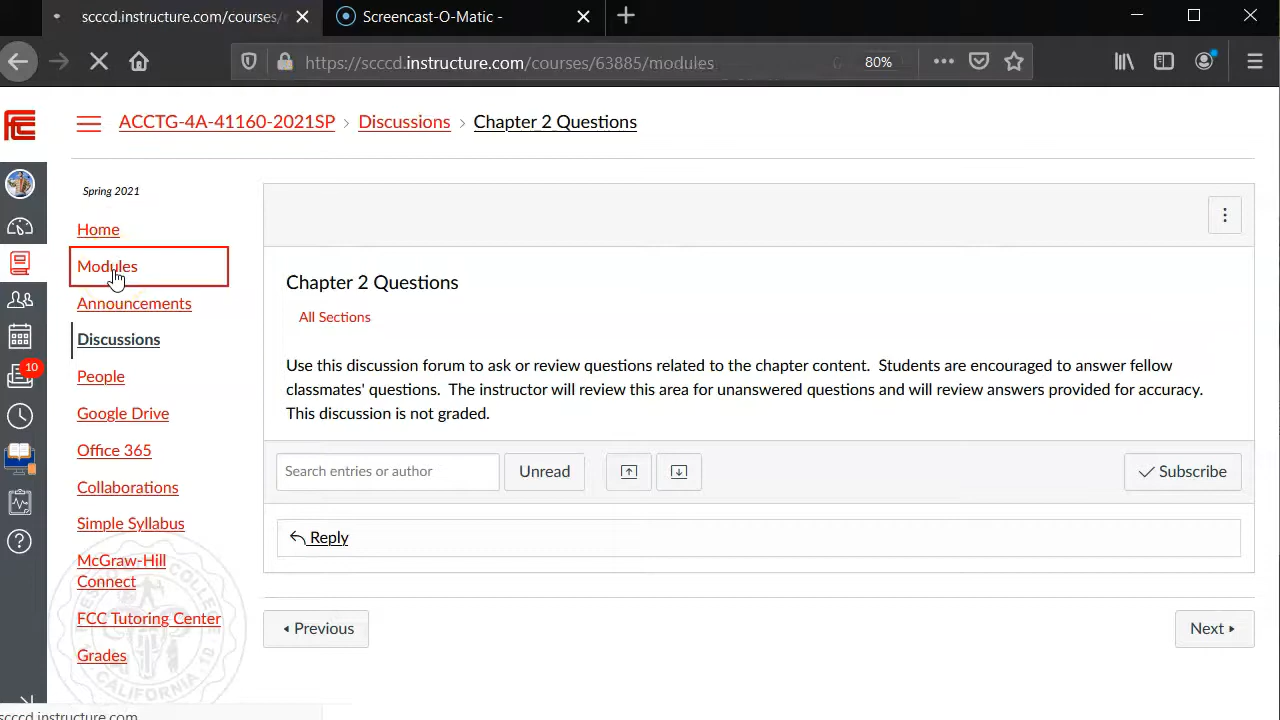 scccd.instructure.com/courses/
Screencast-O-Matic -
https://scccd.instructure.com/courses/63885/modules
80%
ACCTG-4A-41160-2021SP › Discussions › Chapter 2 Questions
Spring 2021
Home
Modules
Announcements
Discussions
People
Google Drive
Office 365
Collaborations
Simple Syllabus
McGraw-Hill
Connect
FCC Tutoring Center
Grades
10
Chapter 2 Questions
All Sections
Use this discussion forum to ask or review questions related to the chapter content. Students are encouraged to answer fellow
classmates' questions. The instructor will review this area for unanswered questions and will review answers provided for accuracy.
This discussion is not graded.
Search entries or author
Unread
Subscribe
Reply
Previous
Next
COLLEGE
CALIFORNIA
scccd.instructure.com